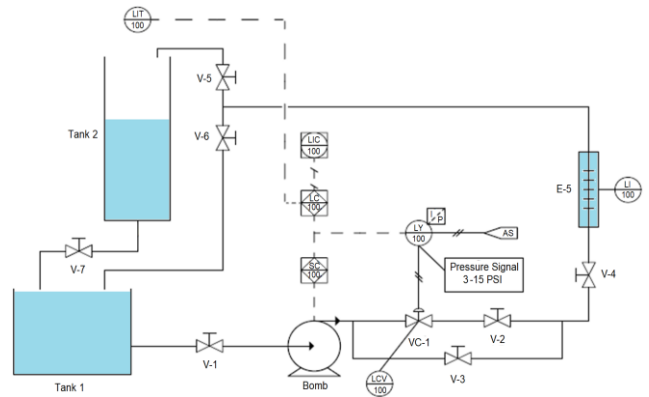 LIT
100
V-5
Tank 2
V-6
LIC
100
E-5
LI
100
LC
100
I
P
LY
100
AS
V-7
SC
100
Pressure Signal
3-15 PSI
V-4
V-1
VC-1
V-2
V-3
Tank 1
Bomb
LCV
100